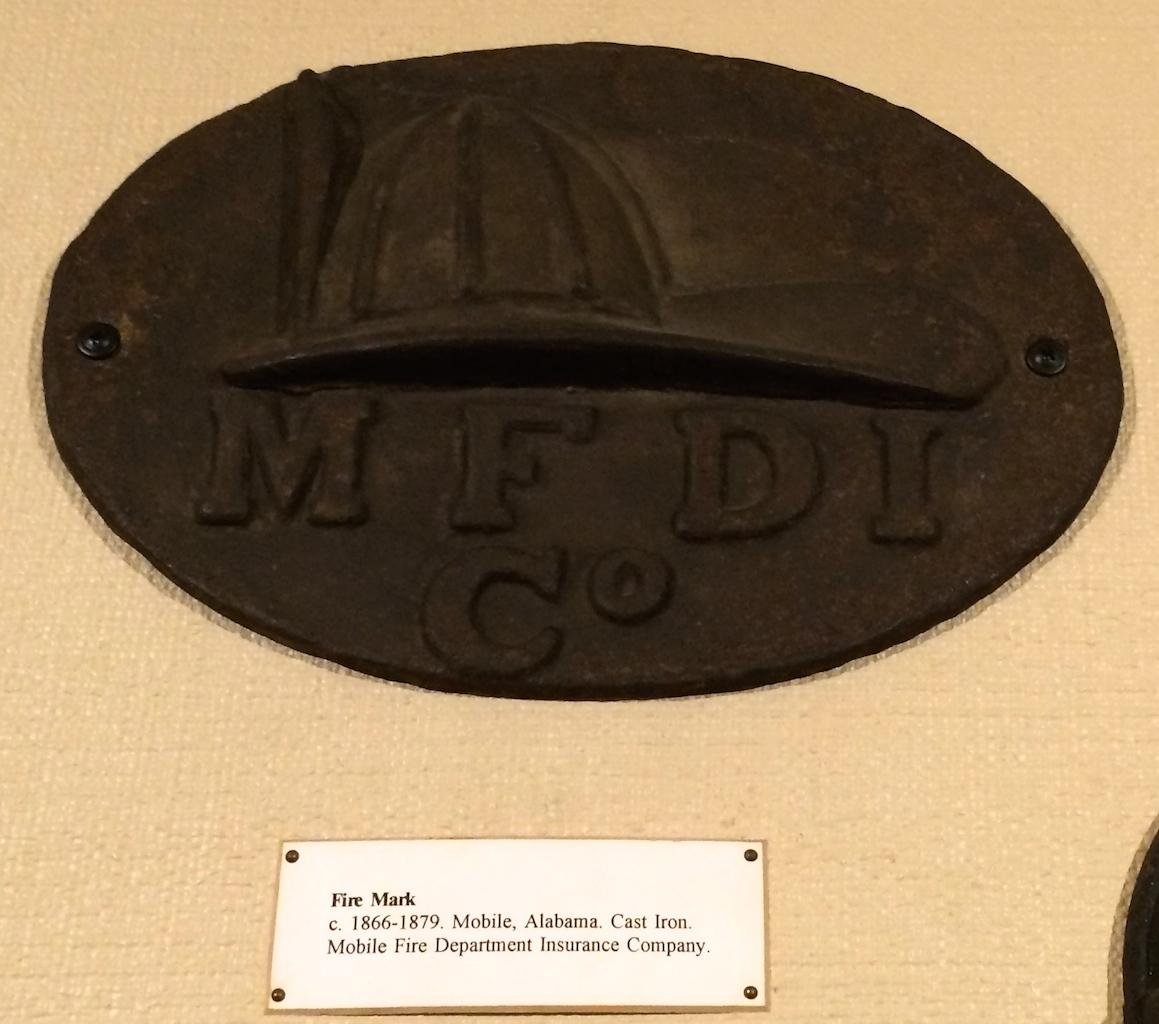 M F D I
Co
Fire Mark
c. 1866-1879. Mobile, Alabama. Cast Iron.
Mobile Fire Department Insurance Company.